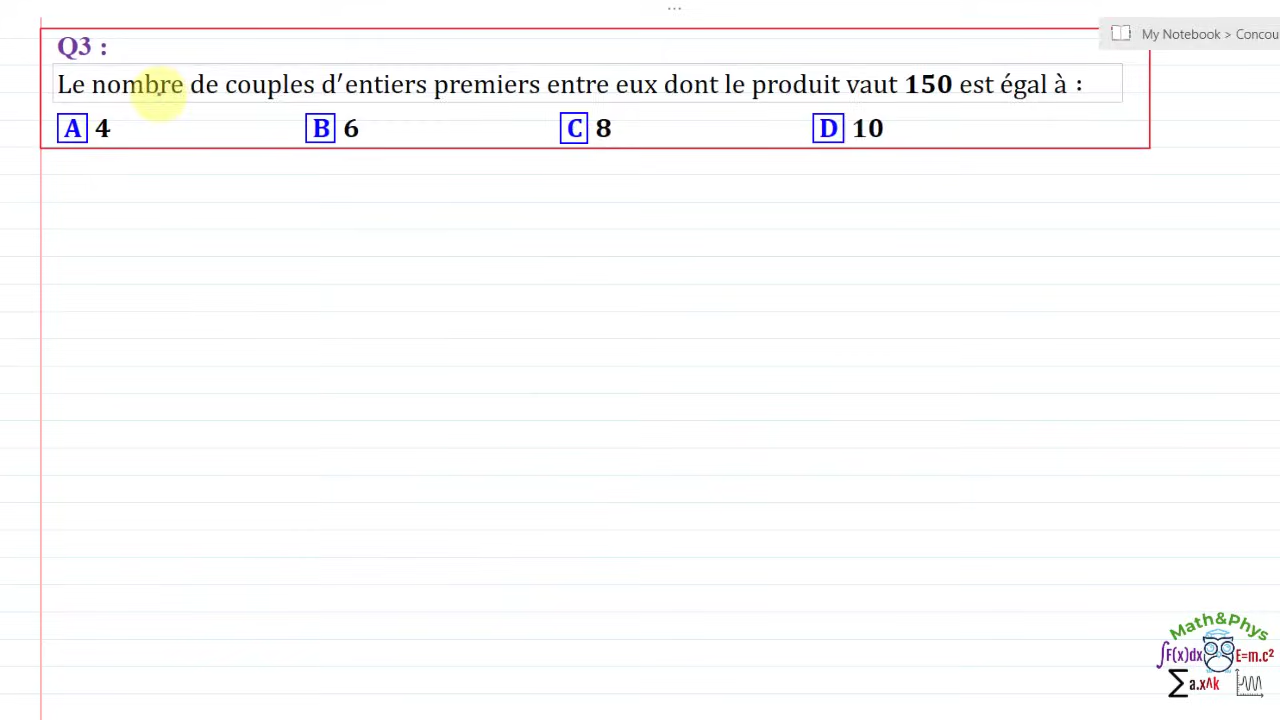 ...
My Notebook > Concou
Q3 :
Le nombre de couples d′entiers premiers entre eux dont le produit vaut 150 est égal à :
A 4 B 6 C 8 D 10
Math&Phys
∫F(x)dx E=m.c²
∑ a.x^k